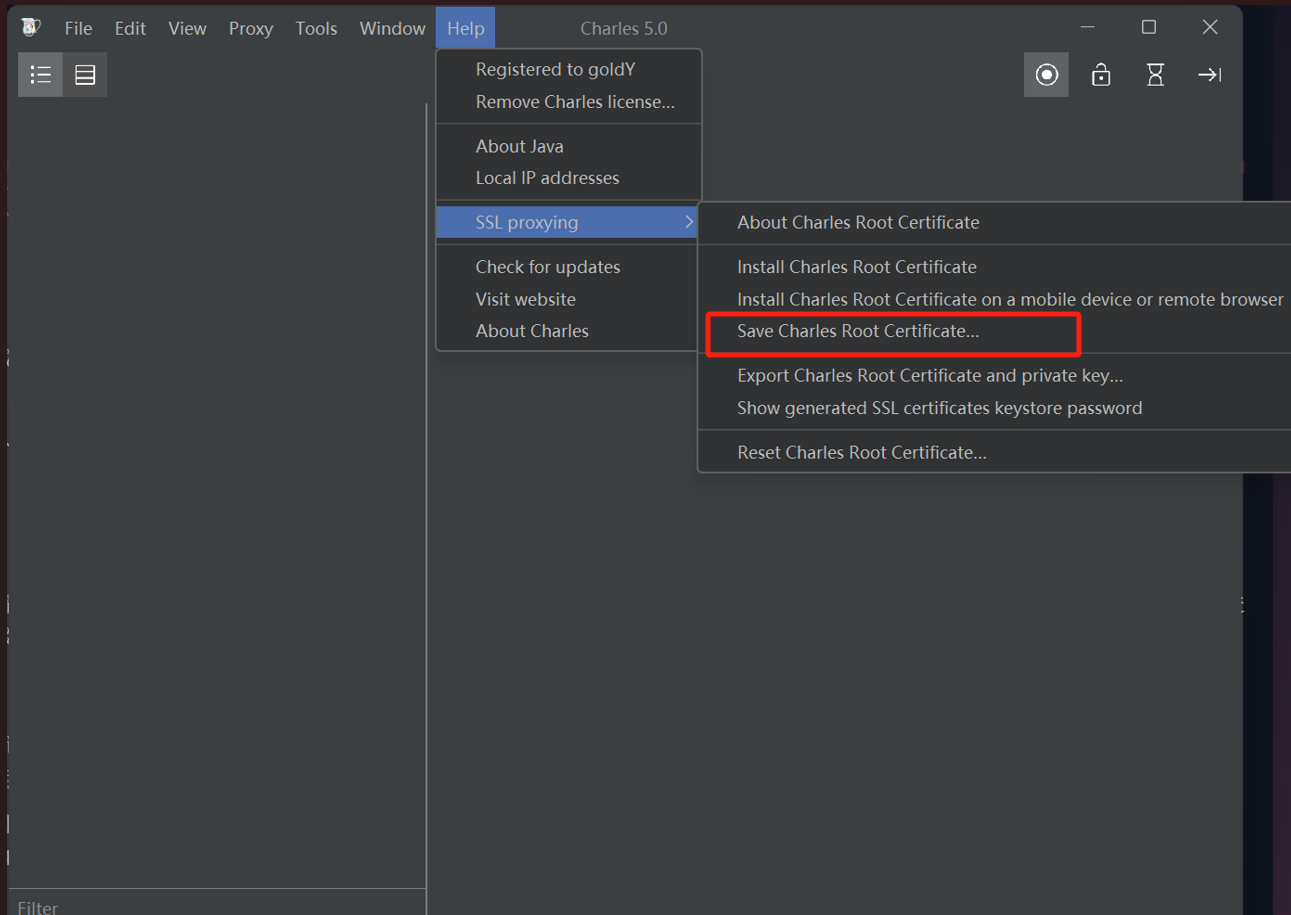 File Edit View Proxy Tools Window Help Charles 5.0
Registered to goldY
Remove Charles license...
About Java
Local IP addresses
SSL proxying
Check for updates
Visit website
About Charles
About Charles Root Certificate
Install Charles Root Certificate
Install Charles Root Certificate on a mobile device or remote browser
Save Charles Root Certificate...
Export Charles Root Certificate and private key...
Show generated SSL certificates keystore password
Reset Charles Root Certificate...
Filter